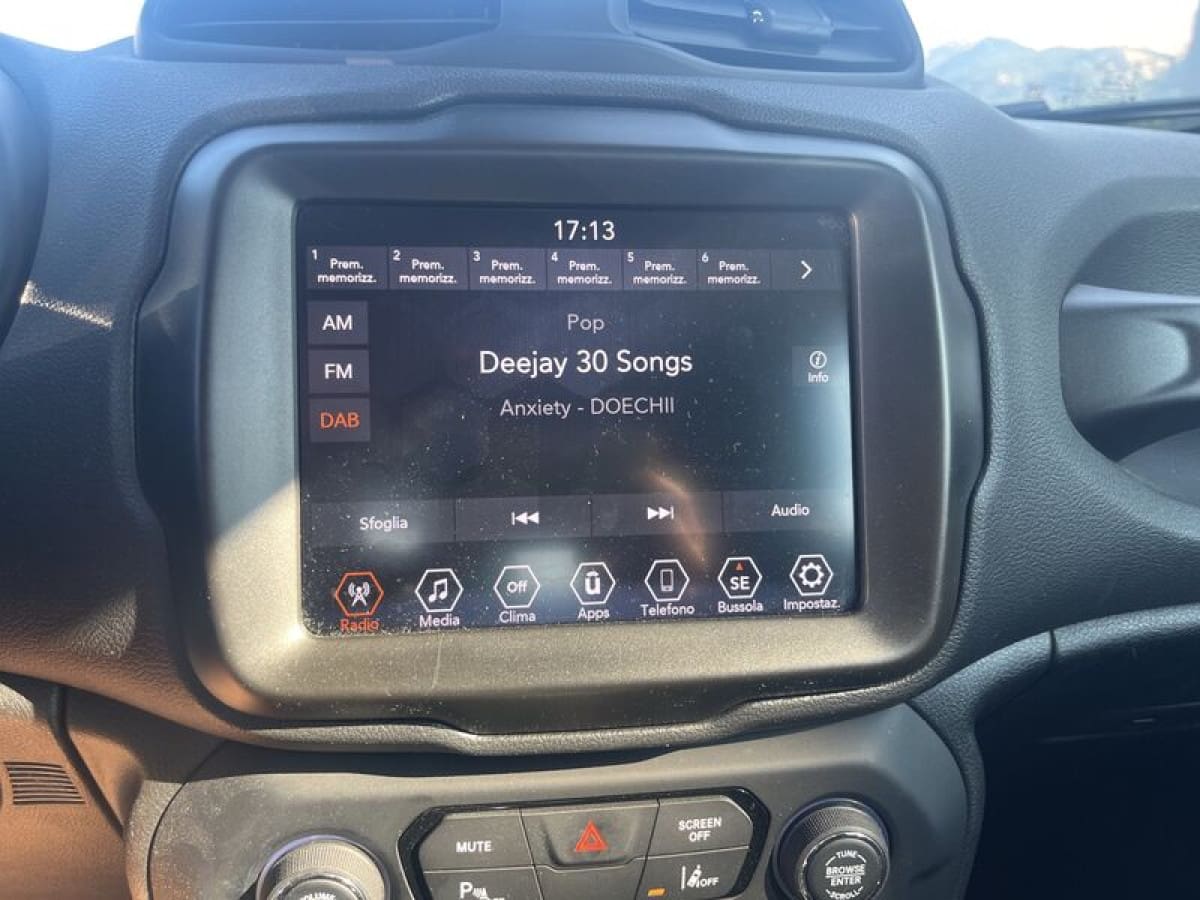 17:13
1 Prem. memorizz.
2 Prem. memorizz.
3 Prem. memorizz.
4 Prem. memorizz.
5 Prem. memorizz.
6 Prem. memorizz.
AM
Pop
Deejay 30 Songs
Info
FM
Anxiety - DOECHII
DAB
Sfoglia
Audio
Radio
Media
Off
Clima
Apps
Telefono
SE
Bussola
Impostaz.
MUTE
SCREEN
OFF
P
OFF
VOLUME
TUNE
BROWSE
ENTER
SCROLL